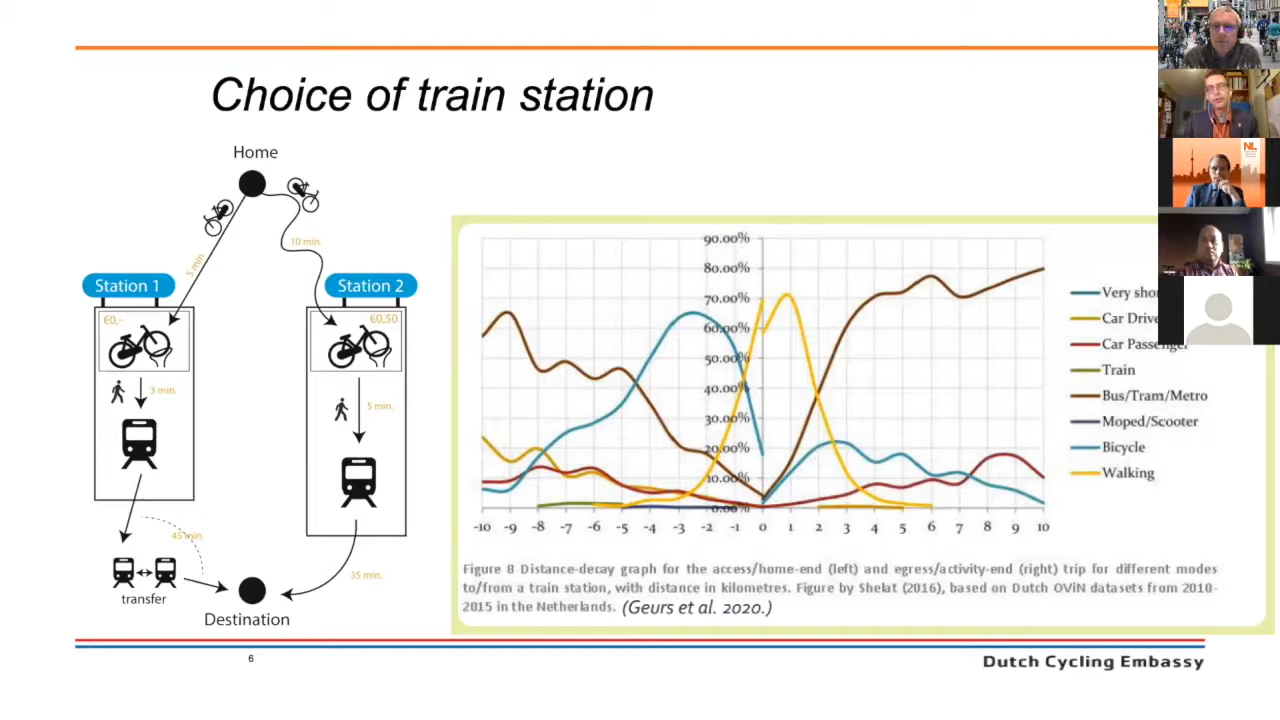 Choice of train station
Home
5 min
10 min.
Station 1
Station 2
€0,-
€0,50
3 min.
5 min.
45 min.
35 min.
transfer
Destination
90.00%
80.00%
70.00%
60.00%
50.00%
40.00%
30.00%
20.00%
10.00%
0.00%
-10 -9 -8 -7 -6 -5 -4 -3 -2 -1 0 1 2 3 4 5 6 7 8 9 10
Very
Car
Car Passenger
Train
Bus/Tram/Metro
Moped/Scooter
Bicycle
Walking
Figure 8 Distance-decay graph for the access/home-end (left) and egress/activity-end (right) trip for different modes
to/from a train station, with distance in kilometres. Figure by Shelat (2016), based on Dutch OViN datasets from 2010-
2015 in the Netherlands. (Geurs et al. 2020.)
6
Dutch Cycling Embassy
NL